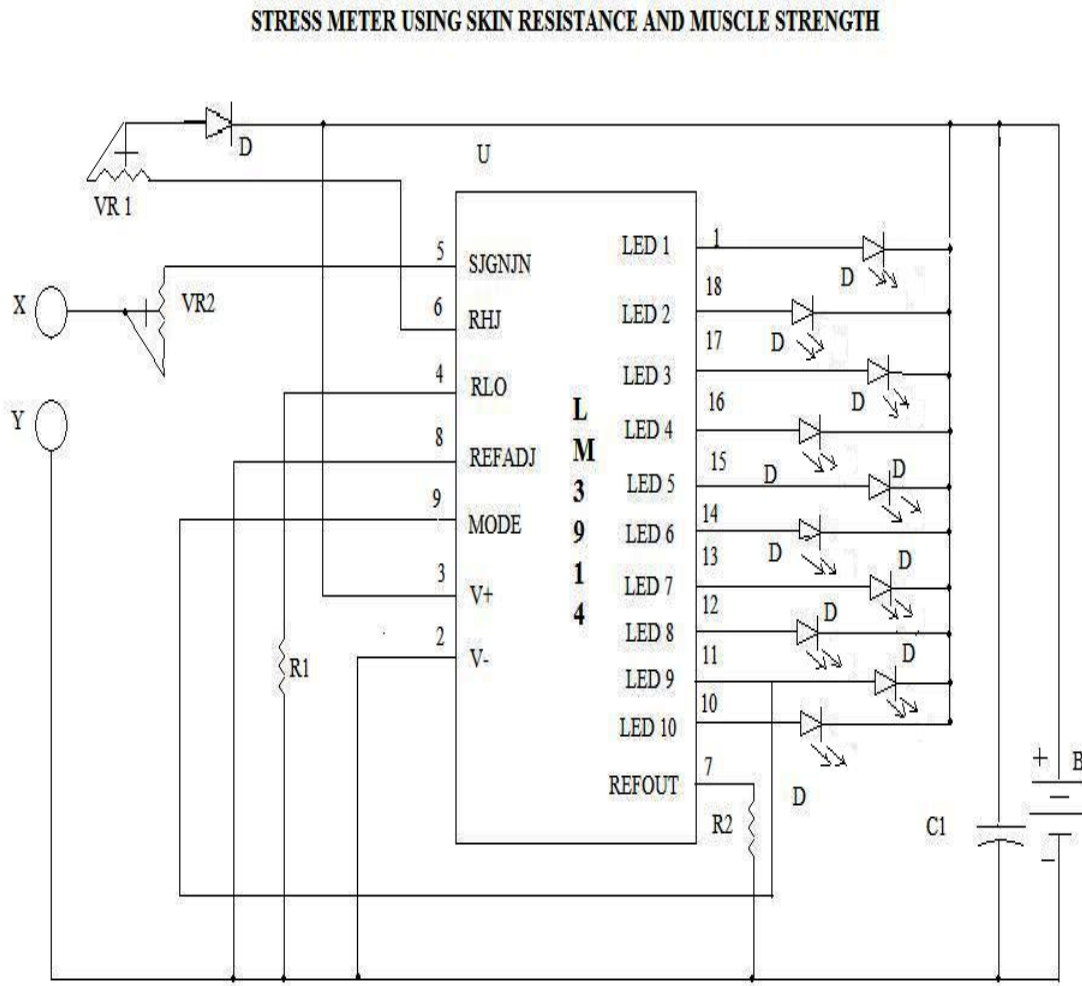 STRESS METER USING SKIN RESISTANCE AND MUSCLE STRENGTH
D
U
VR 1
LED 1
1
5
SJGNJN
D
X
VR2
6
RHJ
18
LED 2
D
17
4
RLO
LED 3
D
16
Y
8
REFADJ
LED 4
15
D
D
9
MODE
LED 5
14
LED 6
D
13
D
3
V+
LED 7
12
D
2
V-
LED 8
11
D
R1
LED 9
10
LED 10
7
REFOUT
D
R2
L
M
3
9
1
4
C1
+
B
-